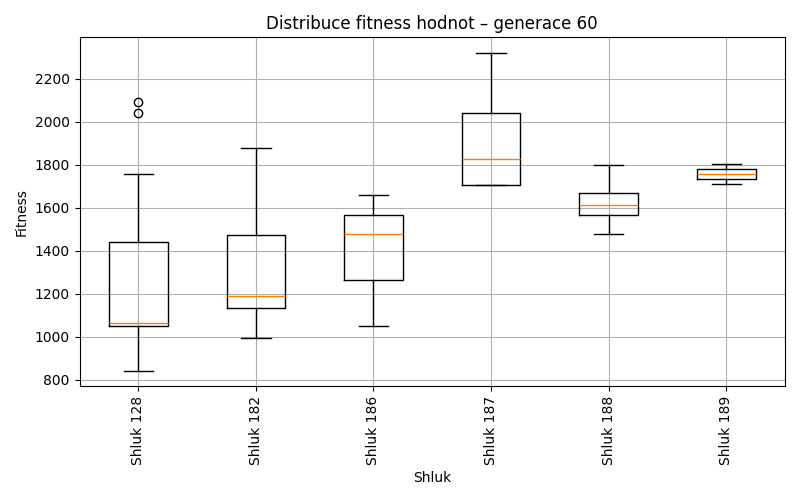 Distribuce fitness hodnot – generace 60
Fitness
2200
2000
1800
1600
1400
1200
1000
800
Shluk 128
Shluk 182
Shluk 186
Shluk 187
Shluk 188
Shluk 189
Shluk